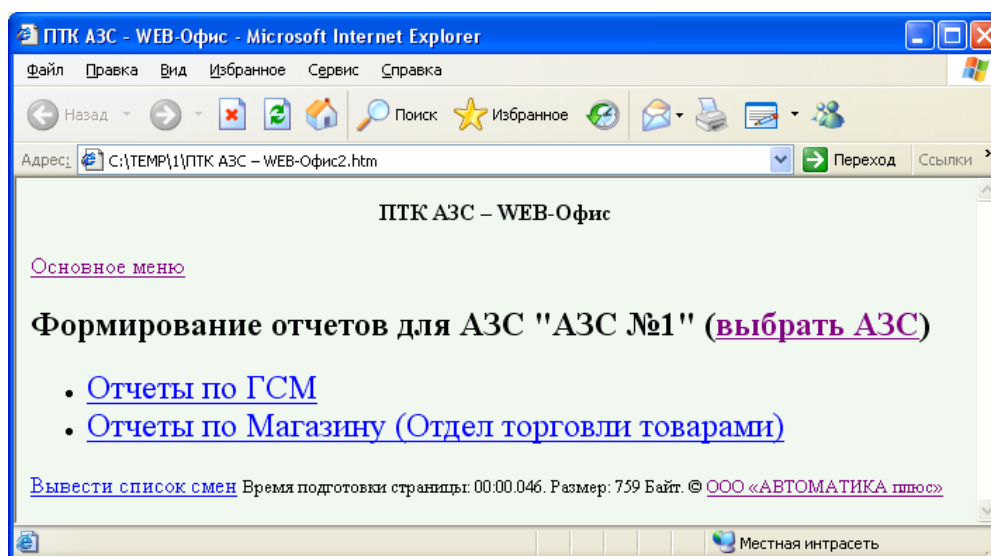 ПТК АЗС - WEB-Офис - Microsoft Internet Explorer
Файл Правка Вид Избранное Сервис Справка
Назад Поиск Избранное
Адрес: C:\TEMP\1\ПТК АЗС – WEB-Офис2.htm Переход Ссылки »
ПТК АЗС – WEB-Офис
Основное меню
Формирование отчетов для АЗС "АЗС №1" (выбрать АЗС)
• Отчеты по ГСМ
• Отчеты по Магазину (Отдел торговли товарами)
Вывести список смен Время подготовки страницы: 00:00.046. Размер: 759 Байт. © ООО «АВТОМАТИКА плюс»
Местная интрасеть